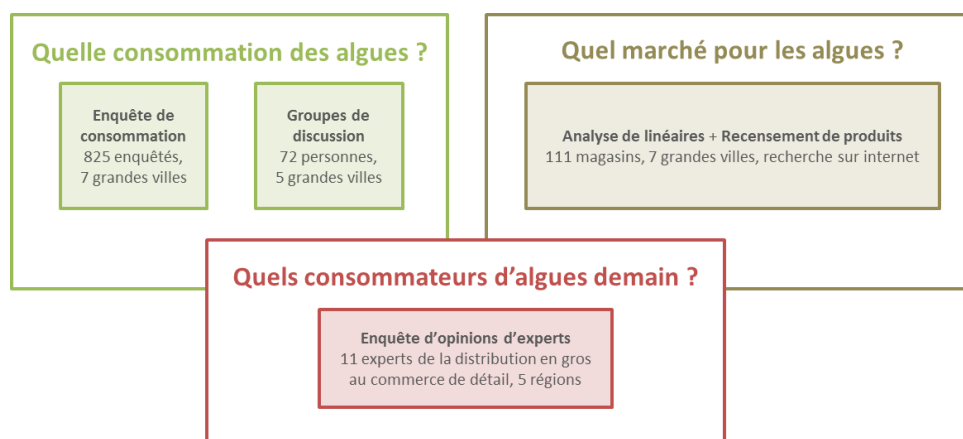 Quelle consommation des algues ?
Enquête de
consommation
825 enquêtés,
7 grandes villes
Groupes de
discussion
72 personnes,
5 grandes villes
Quel marché pour les algues ?
Analyse de linéaires + Recensement de produits
111 magasins, 7 grandes villes, recherche sur internet
Quels consommateurs d’algues demain ?
Enquête d’opinions d’experts
11 experts de la distribution en gros
au commerce de détail, 5 régions